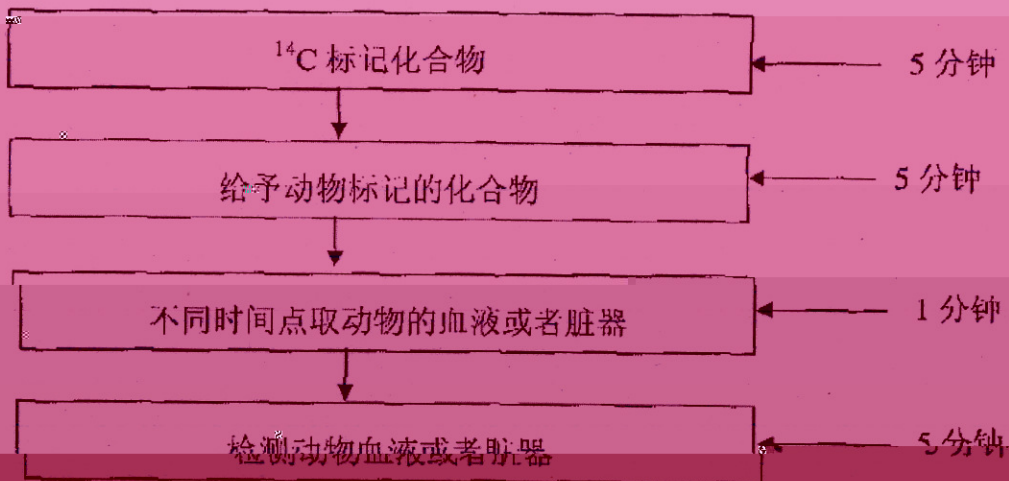 ¹⁴C 标记化合物 5 分钟
给予动物标记的化合物 5 分钟
不同时间点取动物的血液或者脏器 1 分钟
检测动物血液或者脏器 5 分钟